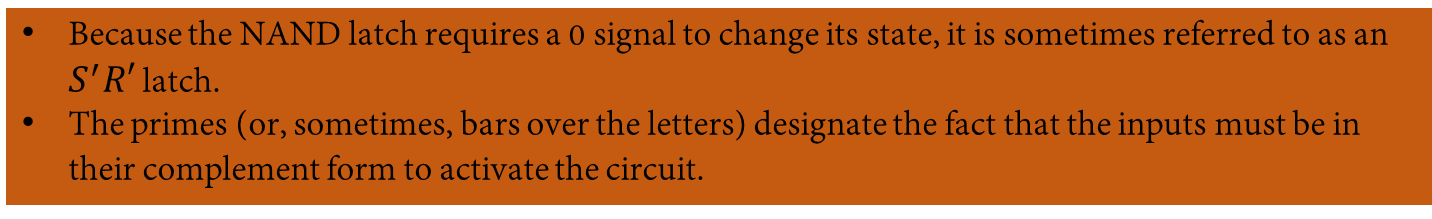 • Because the NAND latch requires a 0 signal to change its state, it is sometimes referred to as an
S′R′ latch.
• The primes (or, sometimes, bars over the letters) designate the fact that the inputs must be in
their complement form to activate the circuit.